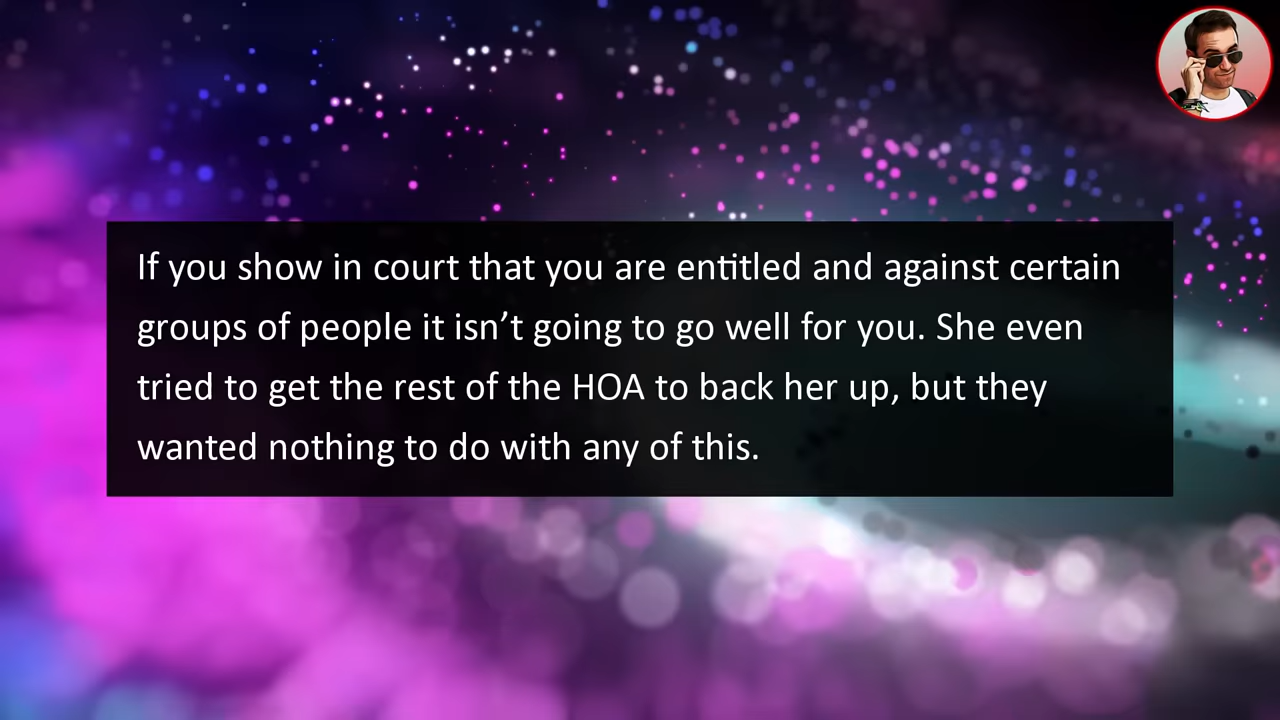 If you show in court that you are entitled and against certain
groups of people it isn’t going to go well for you. She even
tried to get the rest of the HOA to back her up, but they
wanted nothing to do with any of this.